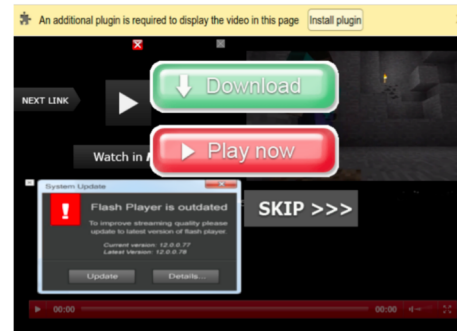 An additional plugin is required to display the video in this page
Install plugin
Download
NEXT LINK
Play now
Watch in
System Update
Flash Player is outdated
To improve streaming quality please
update to latest version of flash player.
Current version: 12.0.0.77
Latest Version: 12.0.0.78
Update
Details...
SKIP >>>
00:00
00:00